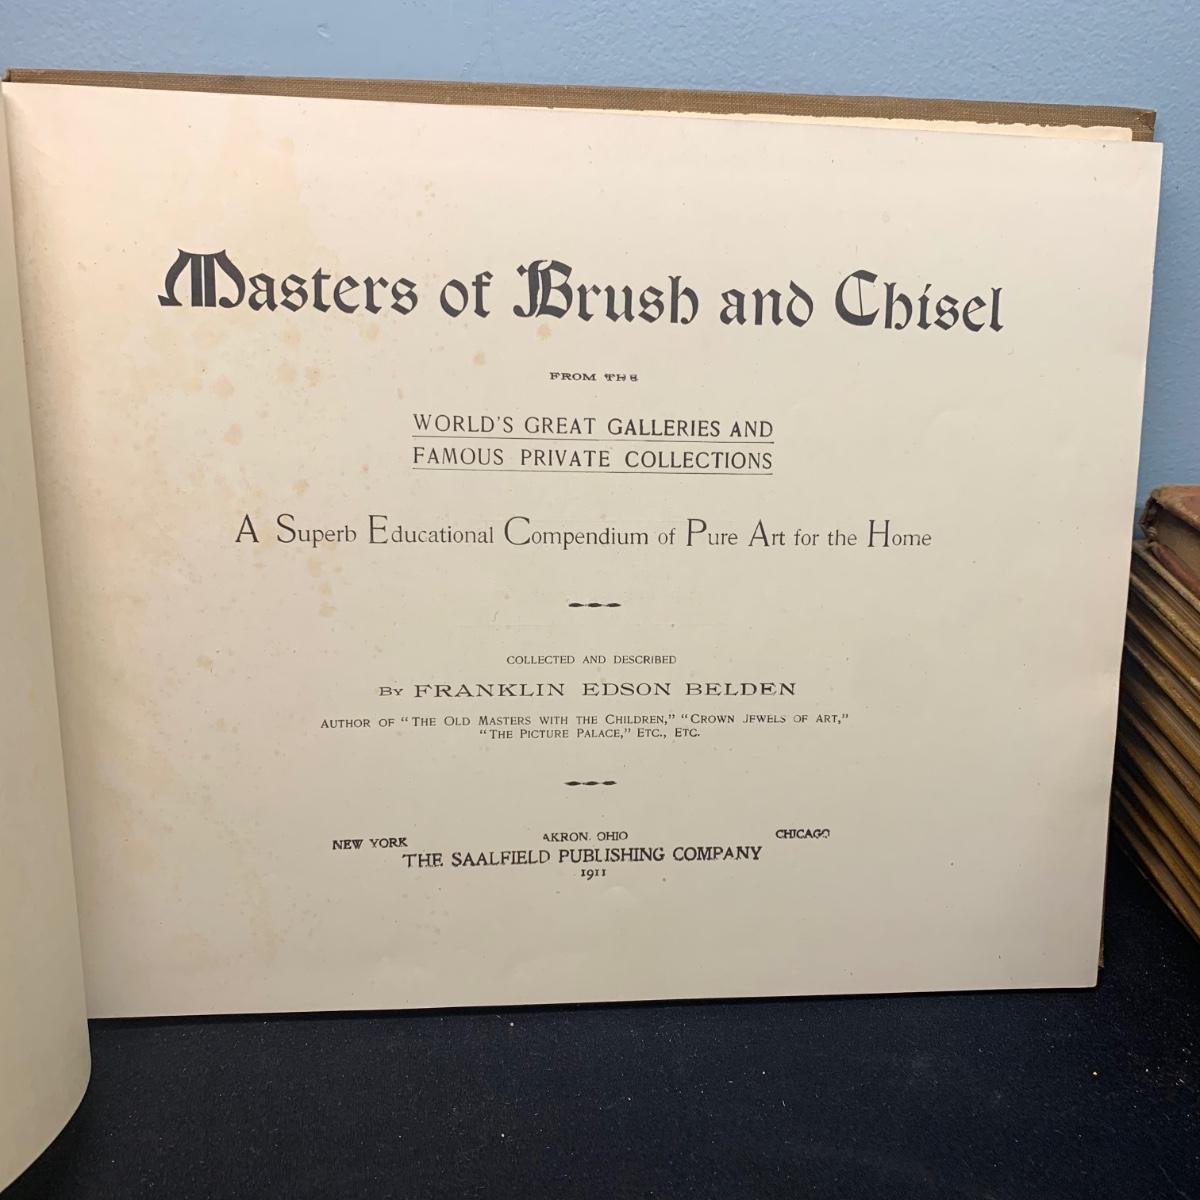 Masters of Brush and Chisel
FROM THE
WORLD'S GREAT GALLERIES AND
FAMOUS PRIVATE COLLECTIONS
A Superb Educational Compendium of Pure Art for the Home
COLLECTED AND DESCRIBED
BY FRANKLIN EDSON BELDEN
AUTHOR OF "THE OLD MASTERS WITH THE CHILDREN," "CROWN JEWELS OF ART,"
"THE PICTURE PALACE," ETC., ETC.
NEW YORK AKRON, OHIO CHICAGO
THE SAALFIELD PUBLISHING COMPANY
1911